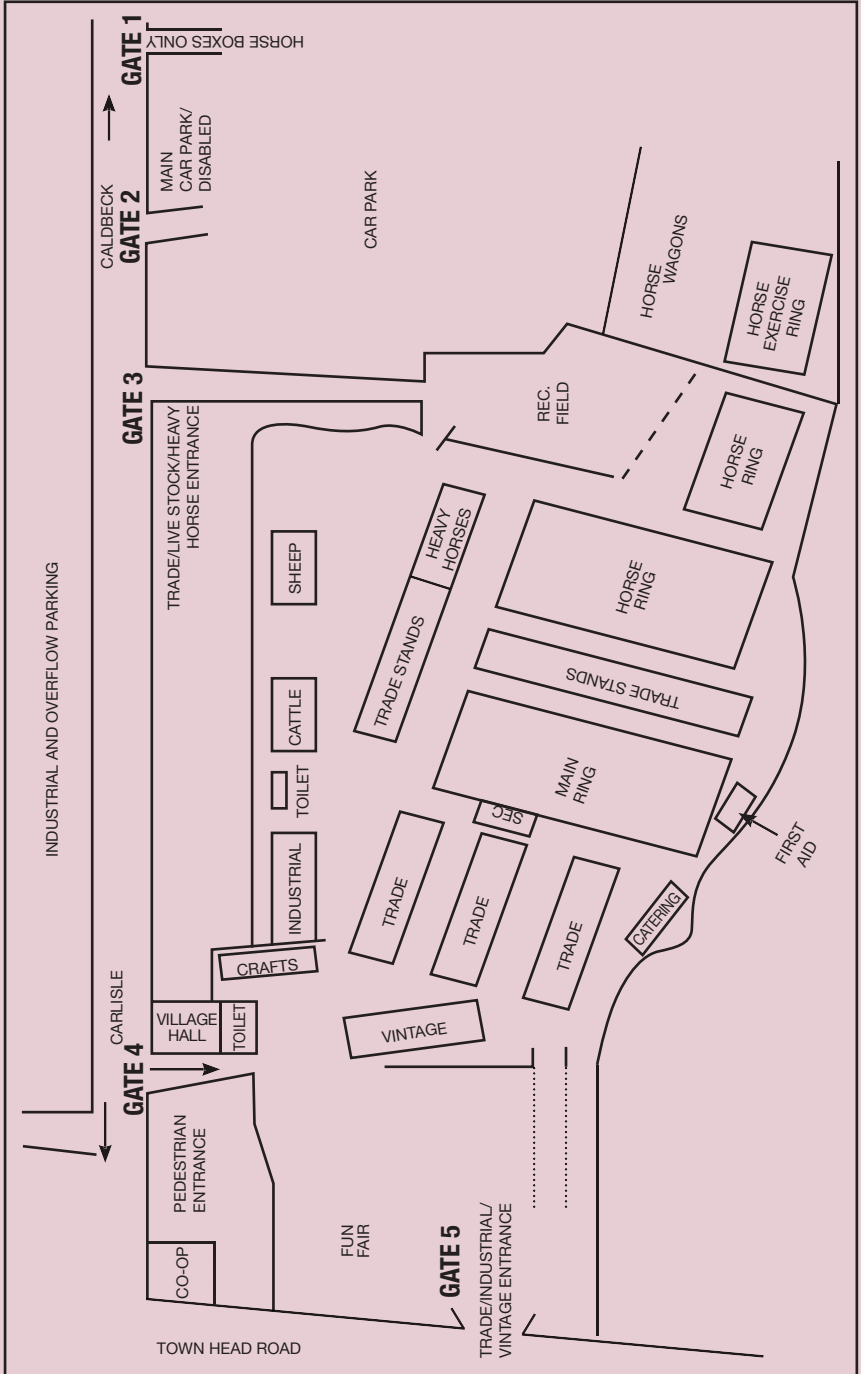 INDUSTRIAL AND OVERFLOW PARKING
CARLISLE
CALDBECK
GATE 4
GATE 3
GATE 2
GATE 1
CO-OP
PEDESTRIAN
ENTRANCE
VILLAGE
HALL
TOILET
TRADE/LIVE STOCK/HEAVY
HORSE ENTRANCE
MAIN
CAR PARK/
DISABLED
HORSE BOXES ONLY
CRAFTS
INDUSTRIAL
TOILET
CATTLE
SHEEP
CAR PARK
TOWN HEAD ROAD
FUN
FAIR
VINTAGE
TRADE
TRADE
TRADE
SEC
TRADE STANDS
HEAVY
HORSES
REC.
FIELD
GATE 5
TRADE/INDUSTRIAL/
VINTAGE ENTRANCE
MAIN
RING
TRADE STANDS
HORSE
RING
HORSE
RING
HORSE
WAGONS
HORSE
EXERCISE
RING
CATERING
FIRST
AID